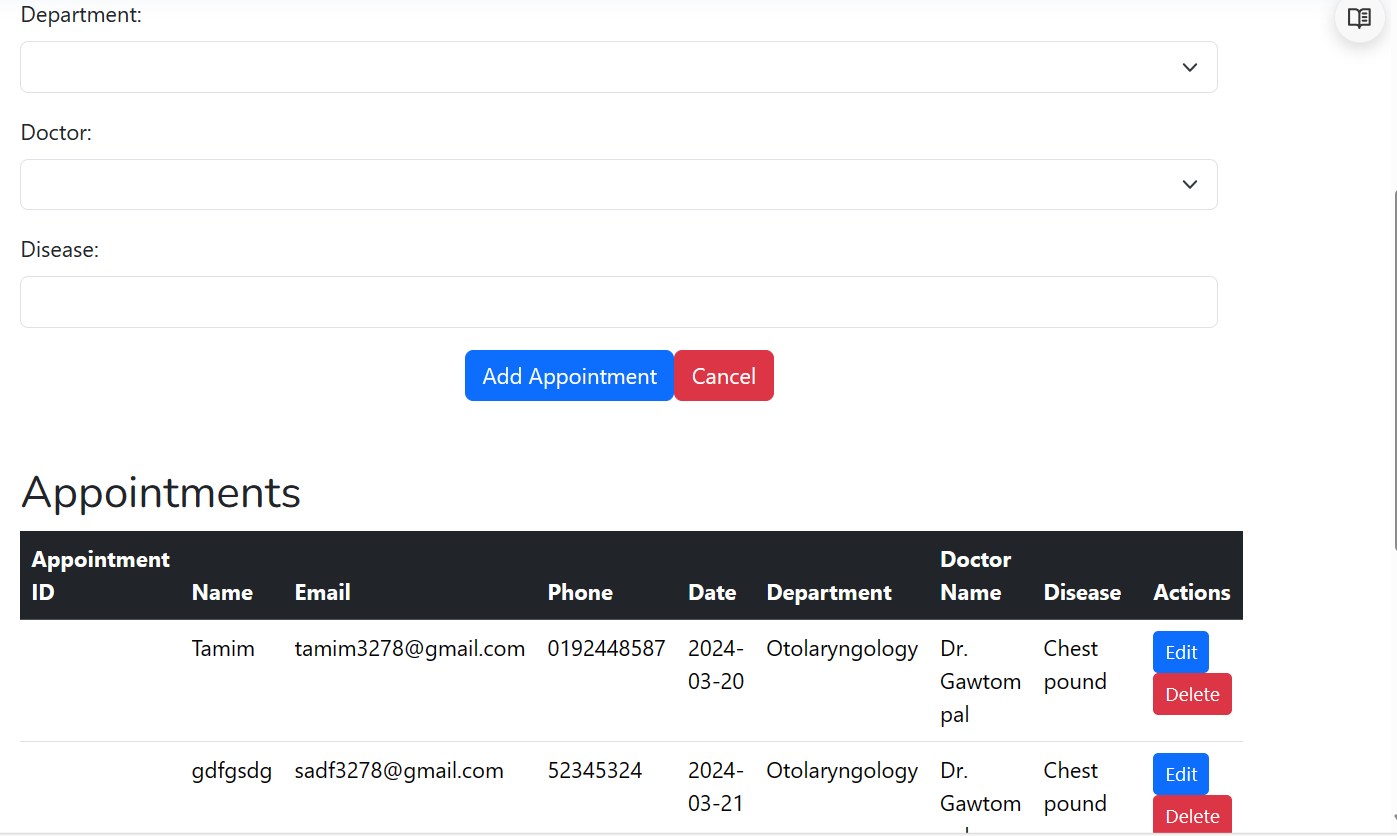 Department:
Doctor:
Disease:
Add Appointment Cancel
Appointments
Appointment ID Name Email Phone Date Department Doctor Name Disease Actions
Tamim tamim3278@gmail.com 0192448587 2024-03-20 Otolaryngology Dr. Gawtom pal Chest pound Edit Delete
gdfgsdg sadf3278@gmail.com 52345324 2024-03-21 Otolaryngology Dr. Gawtom Chest pound Edit Delete